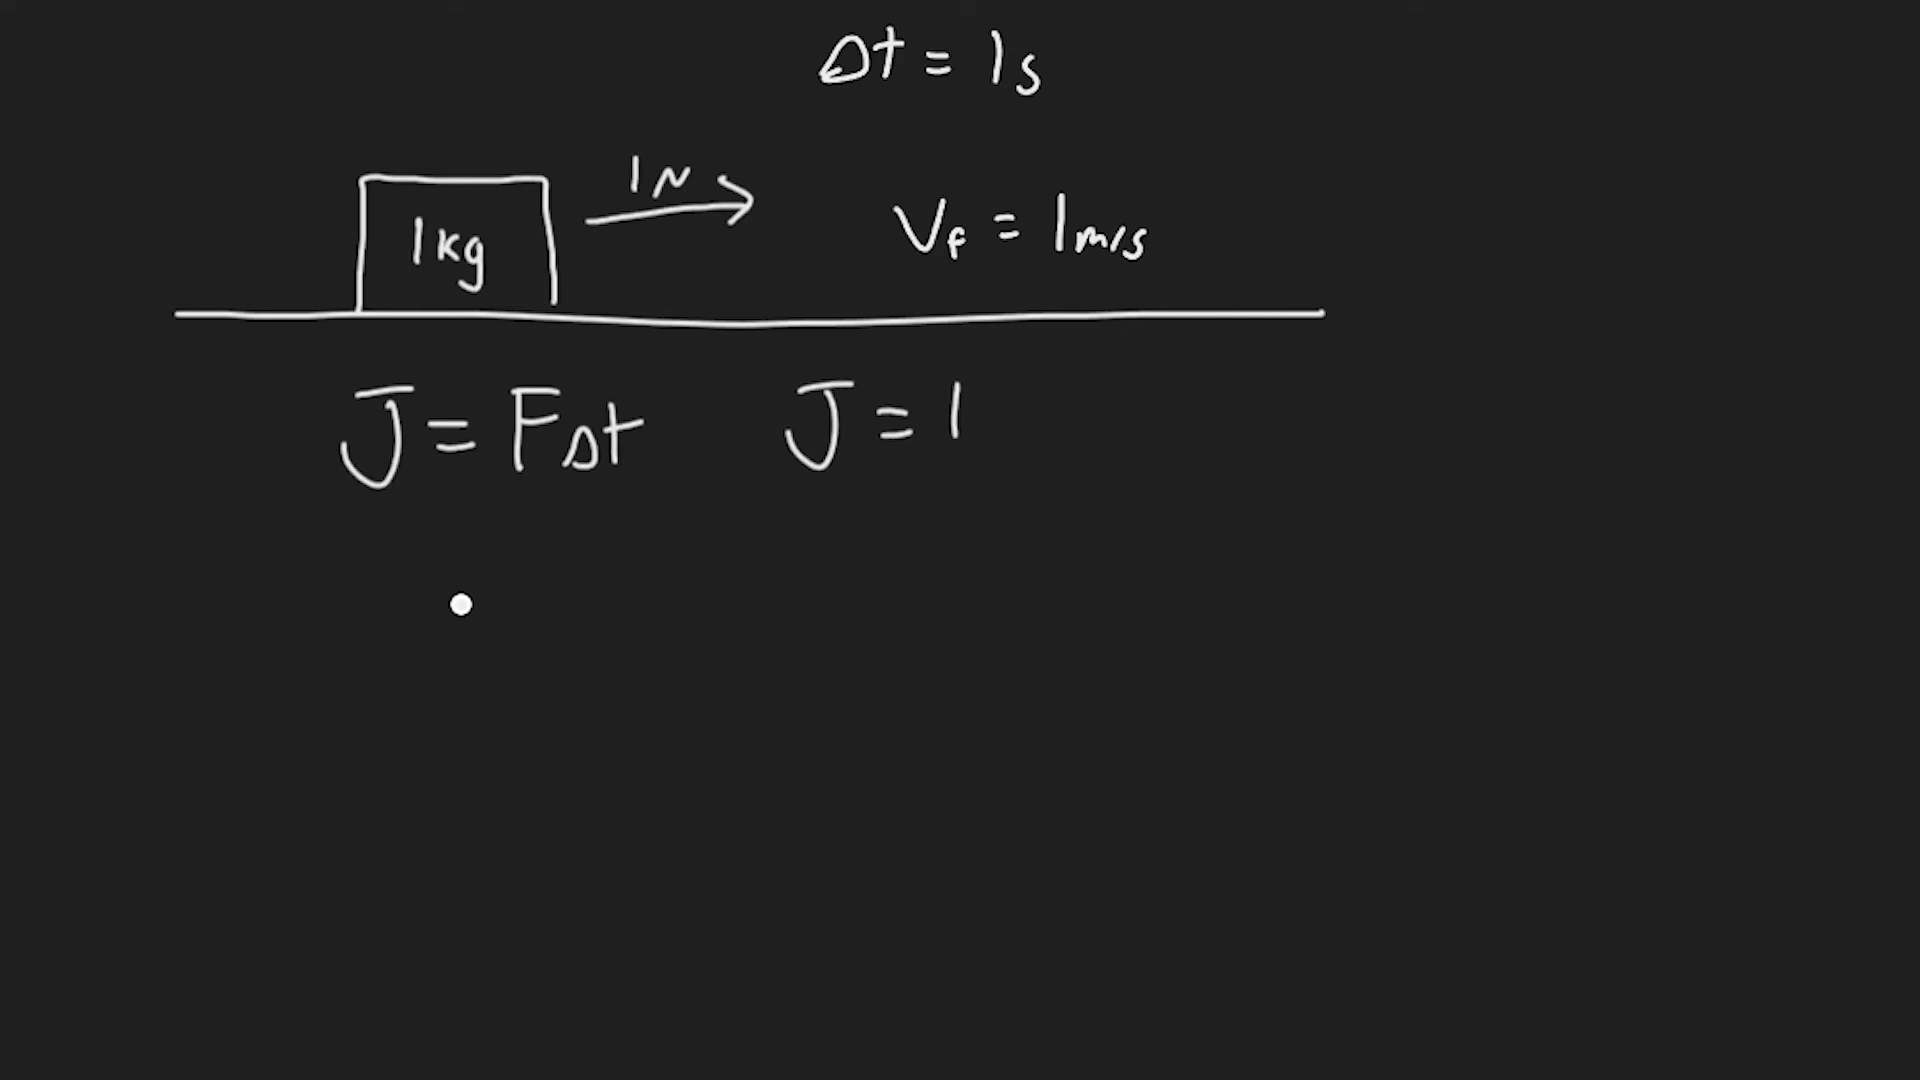 Δt = 1s
1N
1kg
Vf = 1m/s
J = FΔt J = 1